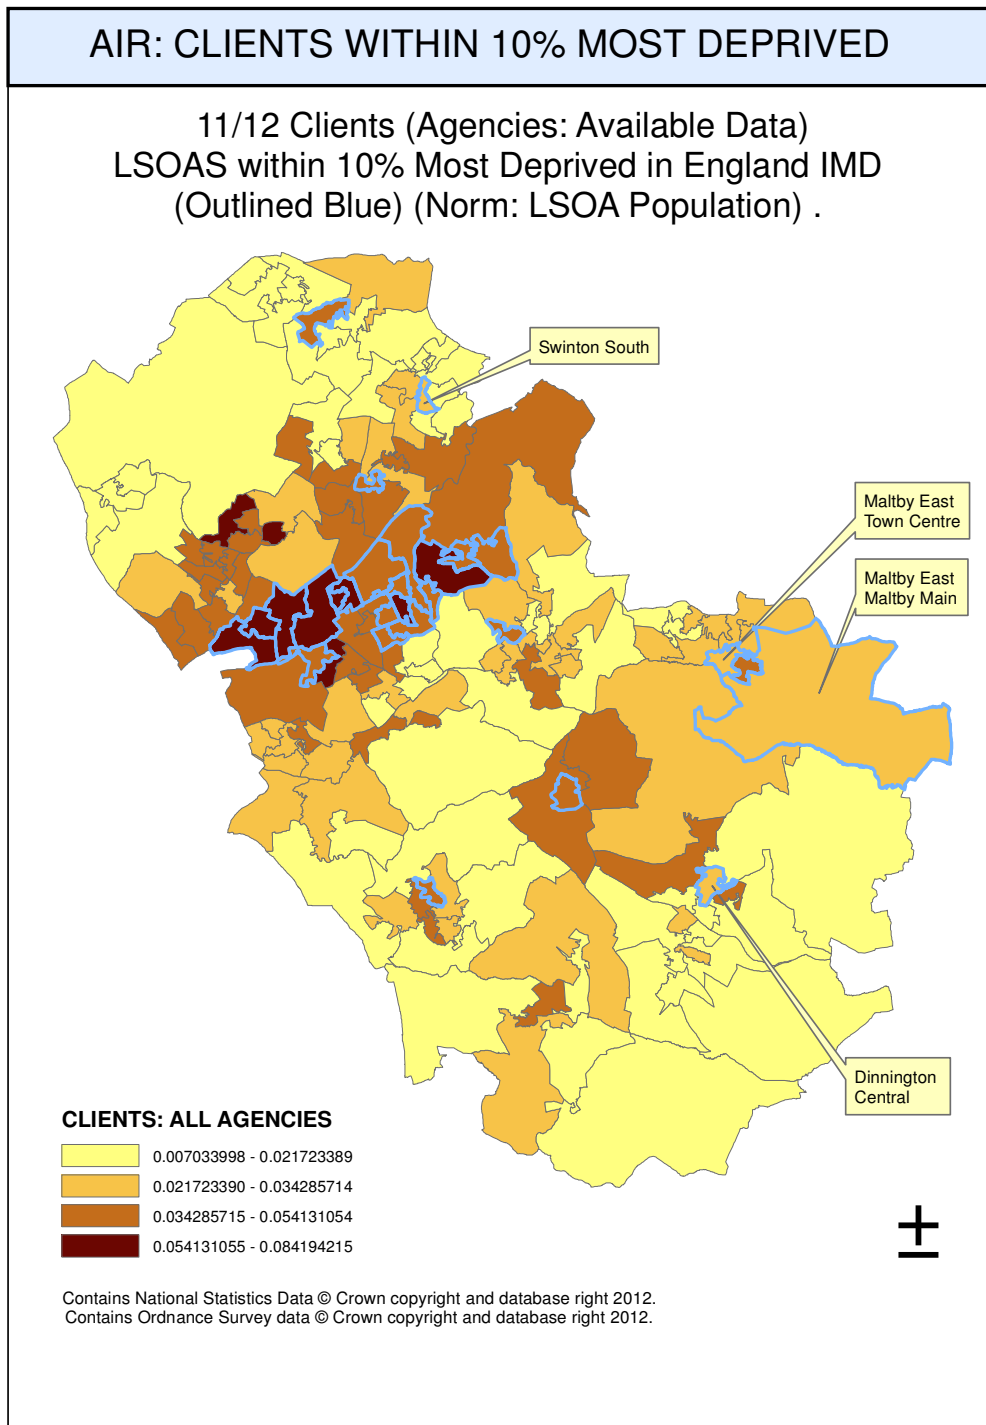 AIR: CLIENTS WITHIN 10% MOST DEPRIVED
11/12 Clients (Agencies: Available Data)
LSOAS within 10% Most Deprived in England IMD
(Outlined Blue) (Norm: LSOA Population) .
Swinton South
Maltby East
Town Centre
Maltby East
Maltby Main
Dinnington
Central
CLIENTS: ALL AGENCIES
0.007033998 - 0.021723389
0.021723390 - 0.034285714
0.034285715 - 0.054131054
0.054131055 - 0.084194215
±
Contains National Statistics Data © Crown copyright and database right 2012.
Contains Ordnance Survey data © Crown copyright and database right 2012.